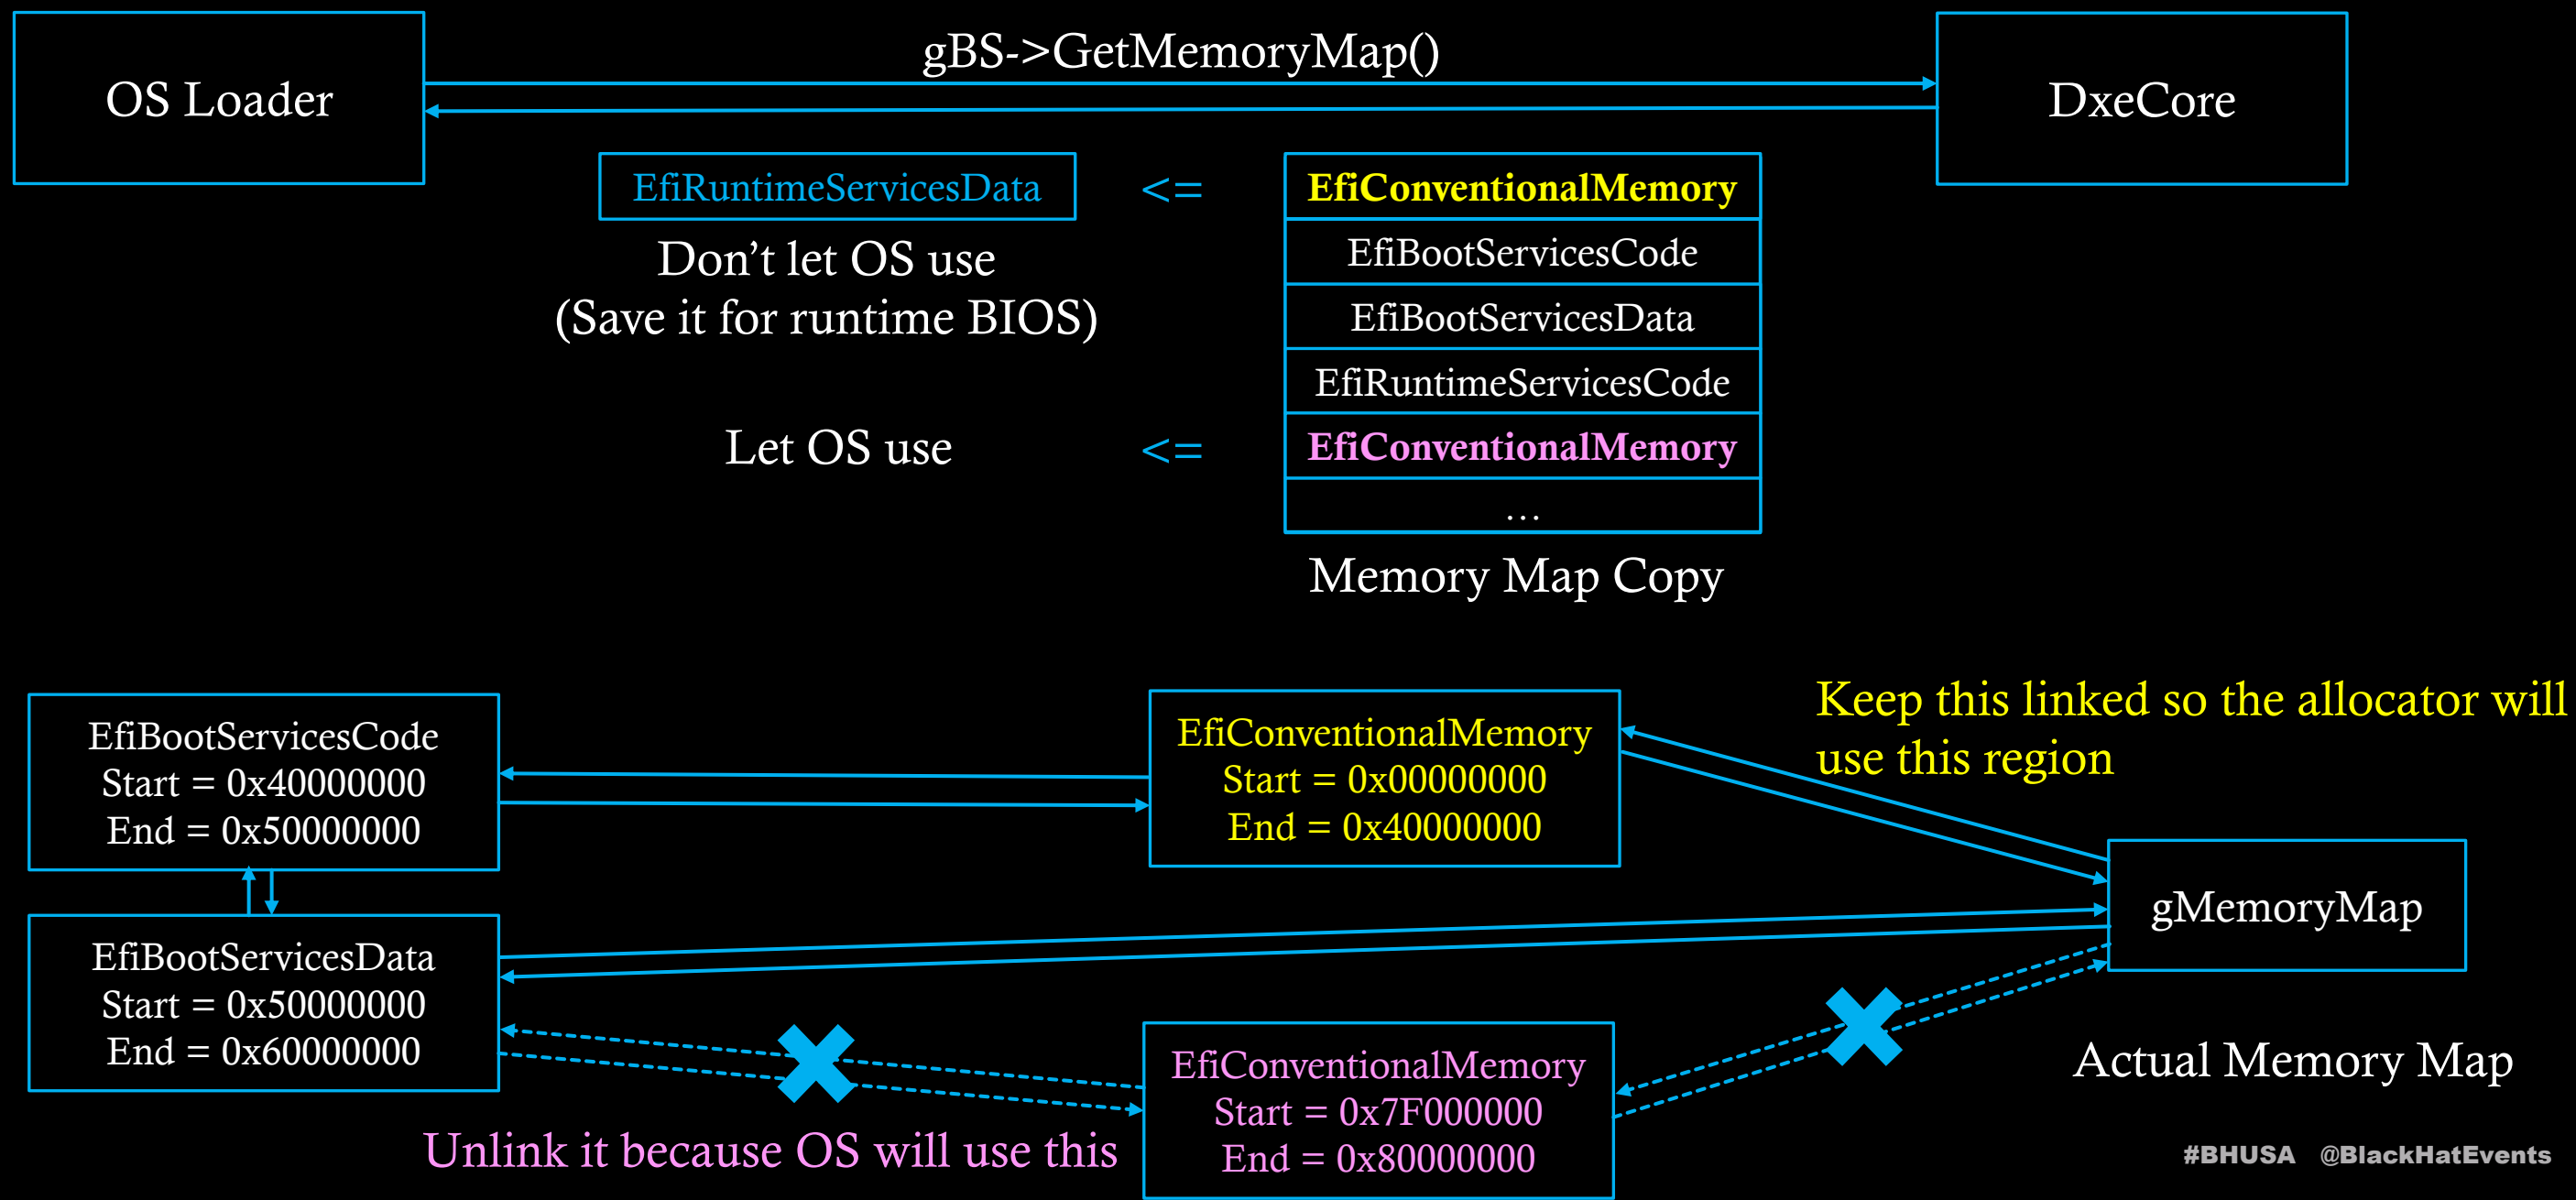 OS Loader
gBS->GetMemoryMap()
DxeCore
EfiRuntimeServicesData
<=
EfiConventionalMemory
Don’t let OS use
(Save it for runtime BIOS)
EfiBootServicesCode
EfiBootServicesData
EfiRuntimeServicesCode
Let OS use
<=
EfiConventionalMemory
…
Memory Map Copy
EfiBootServicesCode
Start = 0x40000000
End = 0x50000000
EfiConventionalMemory
Start = 0x00000000
End = 0x40000000
Keep this linked so the allocator will
use this region
gMemoryMap
EfiBootServicesData
Start = 0x50000000
End = 0x60000000
EfiConventionalMemory
Start = 0x7F000000
End = 0x80000000
Actual Memory Map
Unlink it because OS will use this
#BHUSA @BlackHatEvents